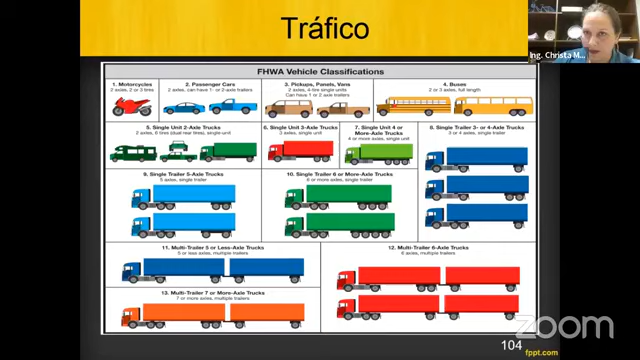 Tráfico
Ing. Christa M...
FHWA Vehicle Classifications
1. Motorcycles
2 axles, 2 or 3 tires
2. Passenger Cars
2 axles, can have 1- or 2-axle trailers
3. Pickups, Panels, Vans
2 axles, 4-tire single units
Can have 1 or 2 axle trailers
4. Buses
2 or 3 axles, full length
5. Single Unit 2-Axle Trucks
2 axles, 6 tires (dual rear tires), single unit
6. Single Unit 3-Axle Trucks
3 axles, single unit
7. Single Unit 4 or
More-Axle Trucks
4 or more axles, single unit
8. Single Trailer 3- or 4-Axle Trucks
3 or 4 axles, single trailer
9. Single Trailer 5-Axle Trucks
5 axles, single trailer
10. Single Trailer 6 or More-Axle Trucks
6 or more axles, single trailer
11. Multi-Trailer 5 or Less-Axle Trucks
5 or less axles, multiple trailers
12. Multi-Trailer 6-Axle Trucks
6 axles, multiple trailers
13. Multi-Trailer 7 or More-Axle Trucks
7 or more axles, multiple trailers
zoom
104
fppt.com